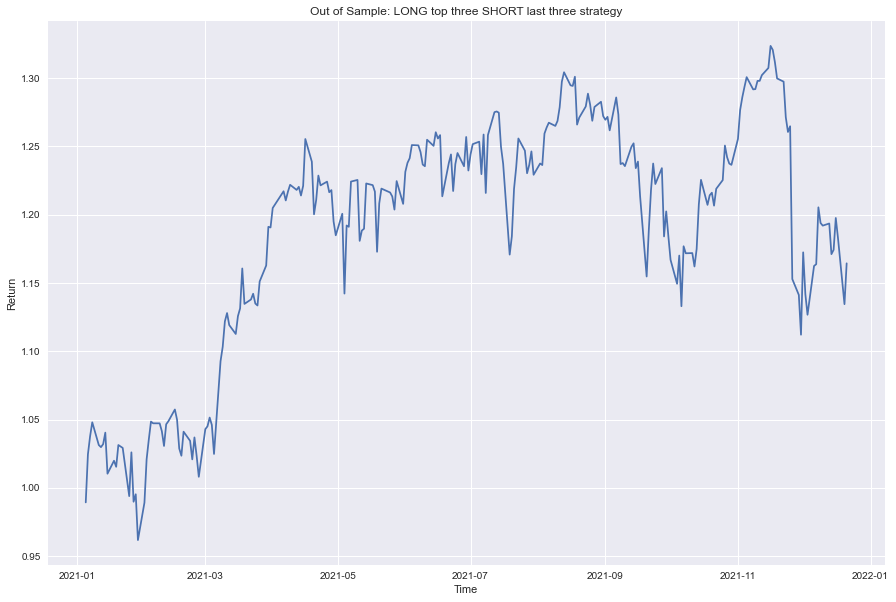 Out of Sample: LONG top three SHORT last three strategy
1.30
1.25
1.20
1.15
1.10
1.05
1.00
0.95
Return
2021-01 2021-03 2021-05 2021-07 2021-09 2021-11 2022-01
Time